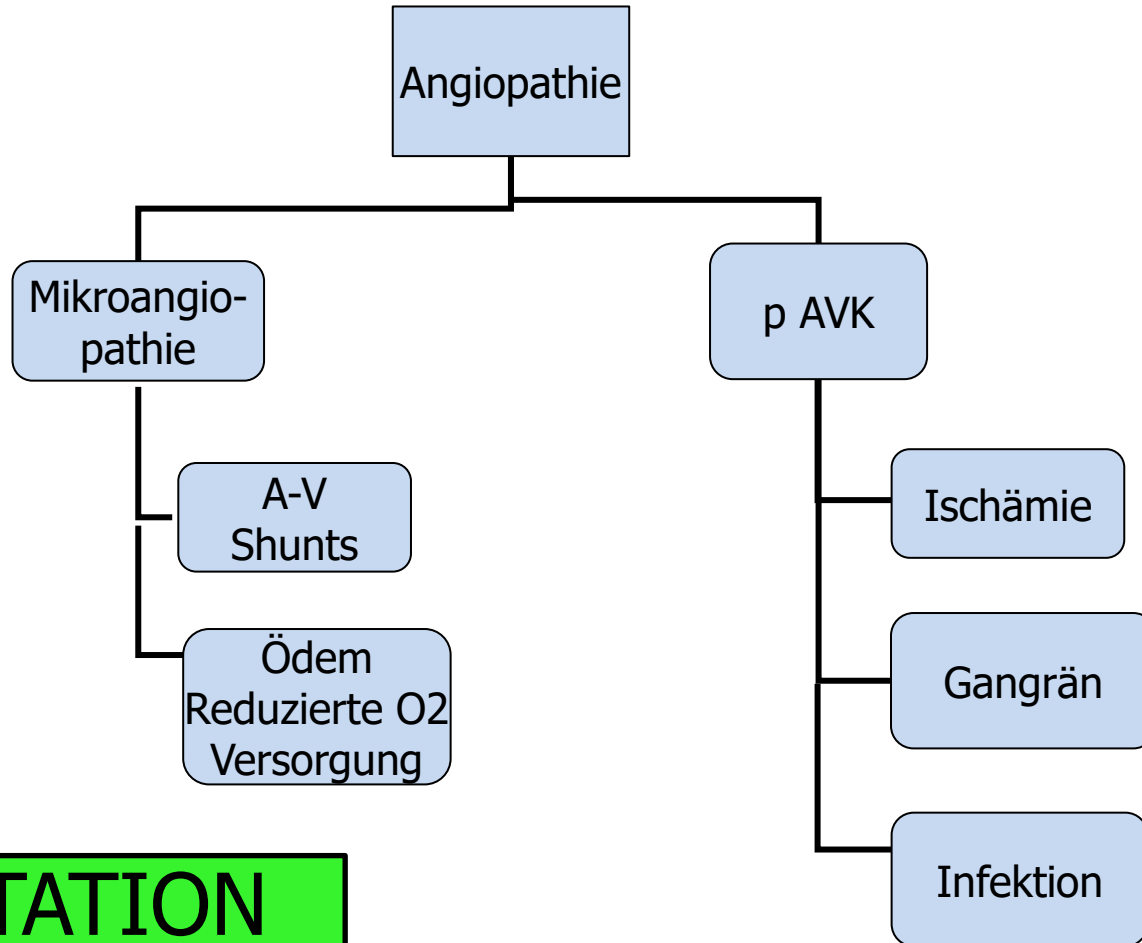 Angiopathie
Mikroangio-
pathie
p AVK
A-V
Shunts
Ödem
Reduzierte O2
Versorgung
Ischämie
Gangrän
Infektion
TATION